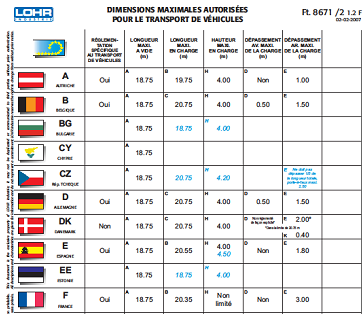 LOHR
DIMENSIONS MAXIMALES AUTORISÉES
POUR LE TRANSPORT DE VÉHICULES
Ft. 8671 /2 1.2 F
02-02-2007
RÉGLEMEN-
TATION
SPÉCIFIQUE
AU TRANSPORT
DE VÉHICULES
LONGUEUR
MAXI.
A VIDE
(m)
LONGUEUR
MAXI.
EN CHARGE
(m)
HAUTEUR
MAXI
EN CHARGE
(m)
DÉPASSEMENT
AV. MAXI.
DE LA CHARGE
(m)
DÉPASSEMENT
AR. MAXI.
DE LA CHARGE
(m)
A AUTRICHE Oui A 18.75 B 19.75 H 4.00 D Non E 1.00
B BELGIQUE Oui A 18.75 C 20.75 H 4.00 D 0.50 E 1.50
BG BULGARIE A 18.75 B 18.75 H 4.00
CY CHYPRE A 18.75
CZ Rép. TCHEQUE A 18.75 C 20.75 H 4.20 E
D ALLEMAGNE Oui A 18.75 C 20.75 H 4.00 D 0.50 E 1.50
DK DANEMARK Non A 18.75 C 20.75 H 4.00 D E 2.00* K 0.40
E ESPAGNE Oui A 18.75 B 20.55 H 4.00 4.50 D Non E 1.80
EE ESTONIE A 18.75 B 18.75 H 4.00
F FRANCE Oui A 18.75 B 20.35 H Non limité D Non E 3.00